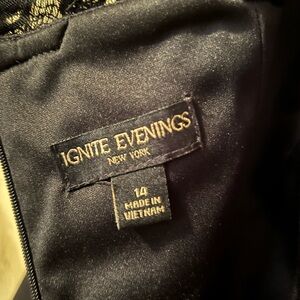 IGNITE EVENINGS
NEW YORK
14
MADE IN
VIETNAM